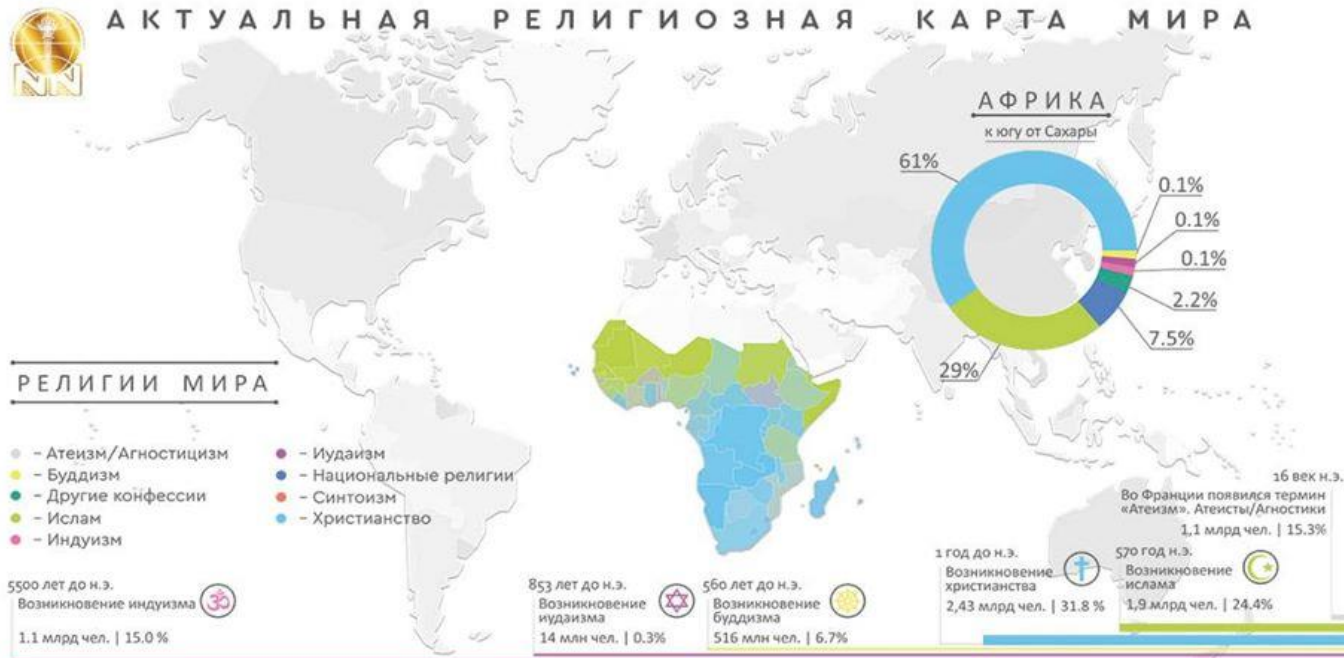 АКТУАЛЬНАЯ РЕЛИГИОЗНАЯ КАРТА МИРА
NN
АФРИКА
к югу от Сахары
61%
0.1%
0.1%
0.1%
2.2%
7.5%
29%
РЕЛИГИИ МИРА
– Атеизм/Агностицизм
– Буддизм
– Другие конфессии
– Ислам
– Индуизм
– Иудаизм
– Национальные религии
– Синтоизм
– Христианство
16 век н.э.
Во Франции появился термин
«Атеизм». Атеисты/Агностики
1,1 млрд чел. | 15.3%
5500 лет до н.э.
Возникновение индуизма
1.1 млрд чел. | 15.0 %
853 лет до н.э.
Возникновение
иудаизма
14 млн чел. | 0.3%
560 лет до н.э.
Возникновение
буддизма
516 млн чел. | 6.7%
1 год до н.э.
Возникновение
христианства
2,43 млрд чел. | 31.8 %
570 год н.э.
Возникновение
ислама
1,9 млрд чел. | 24.4%